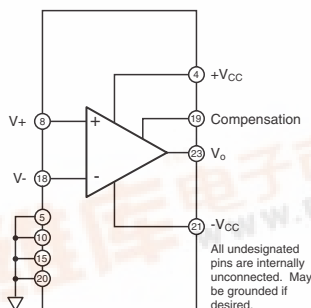 4 +VCC
19 Compensation
V+ 8 +
23 Vo
V- 18 -
5
21 -VCC
10
15
20
All undesignated
pins are internally
unconnected. May
be grounded if
desired.